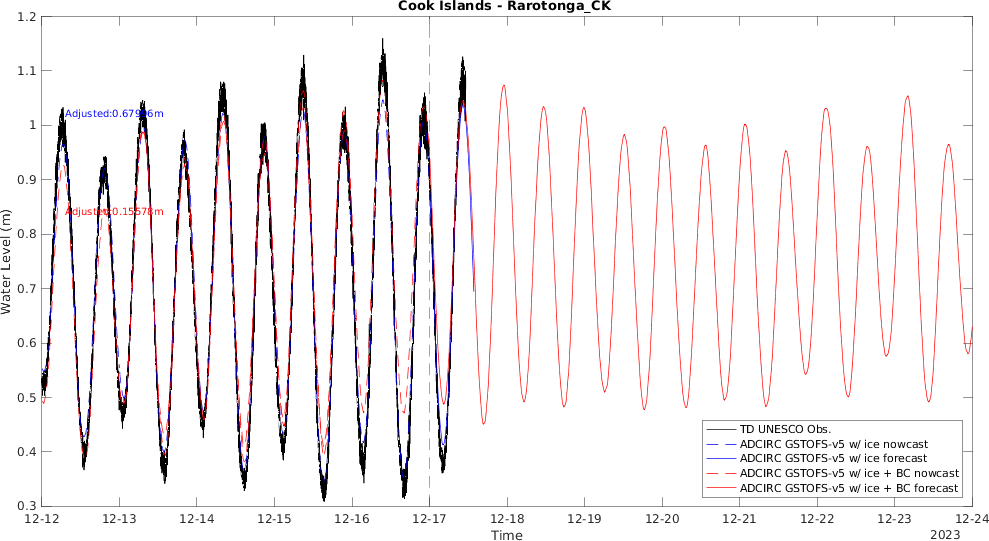 Cook Islands - Rarotonga_CK
1.2
1.1
1
0.9
0.8
0.7
0.6
0.5
0.4
0.3
Water Level (m)
Adjusted:0.67996m
Adjusted:0.15578m
TD UNESCO Obs.
ADCIRC GSTOFS-v5 w/ ice nowcast
ADCIRC GSTOFS-v5 w/ ice forecast
ADCIRC GSTOFS-v5 w/ ice + BC nowcast
ADCIRC GSTOFS-v5 w/ ice + BC forecast
12-12 12-13 12-14 12-15 12-16 12-17 12-18 12-19 12-20 12-21 12-22 12-23 12-24
Time
2023